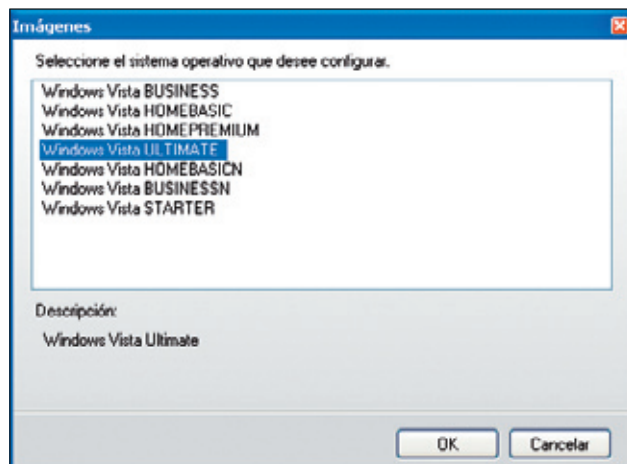 Imágenes
Seleccione el sistema operativo que desee configurar.
Windows Vista BUSINESS
Windows Vista HOMEBASIC
Windows Vista HOMEPREMIUM
Windows Vista ULTIMATE
Windows Vista HOMEBASICN
Windows Vista BUSINESSN
Windows Vista STARTER
Descripción:
Windows Vista Ultimate
OK
Cancelar